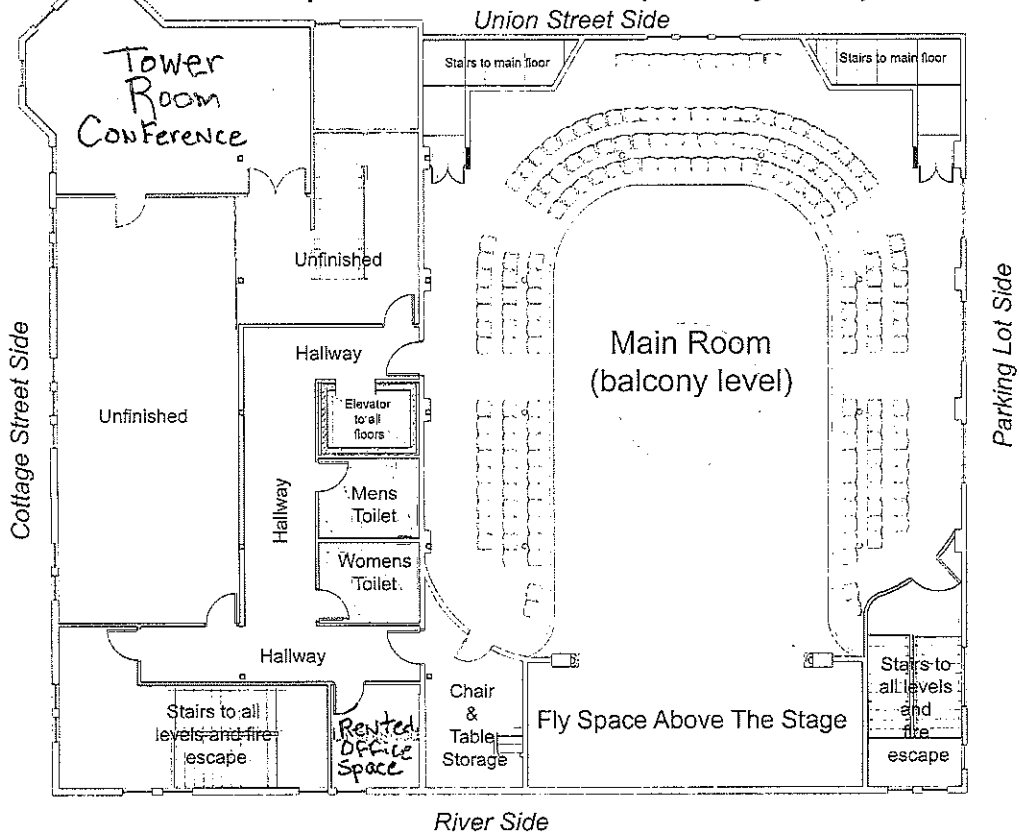 Union Street Side
Stairs to main floor
Stairs to main floor
Tower
Room
Conference
Unfinished
Hallway
Main Room
(balcony level)
Parking Lot Side
Cottage Street Side
Unfinished
Elevator
to all
floors
Hallway
Mens
Toilet
Womens
Toilet
Hallway
Stairs to all
levels and fire
escape
Rented
Office
Space
Chair
&
Table
Storage
Fly Space Above The Stage
Stairs to
all levels
and
fire
escape
River Side